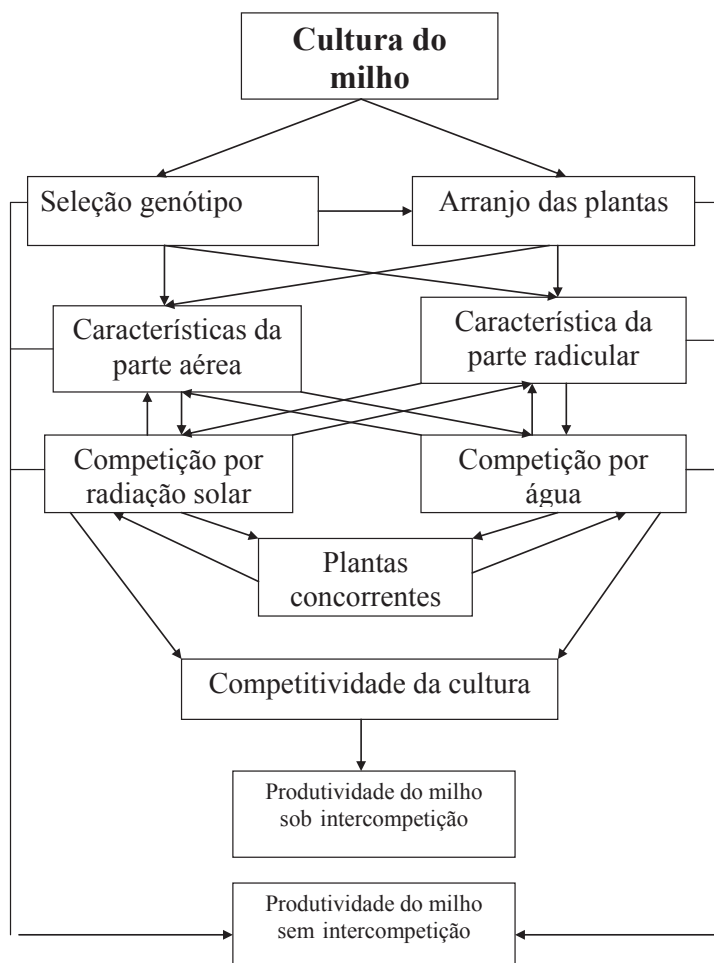 Cultura do
milho
Seleção genótipo
Arranjo das plantas
Características da
parte aérea
Característica da
parte radicular
Competição por
radiação solar
Competição por
água
Plantas
concorrentes
Competitividade da cultura
Produtividade do milho
sob intercompetição
Produtividade do milho
sem intercompetição